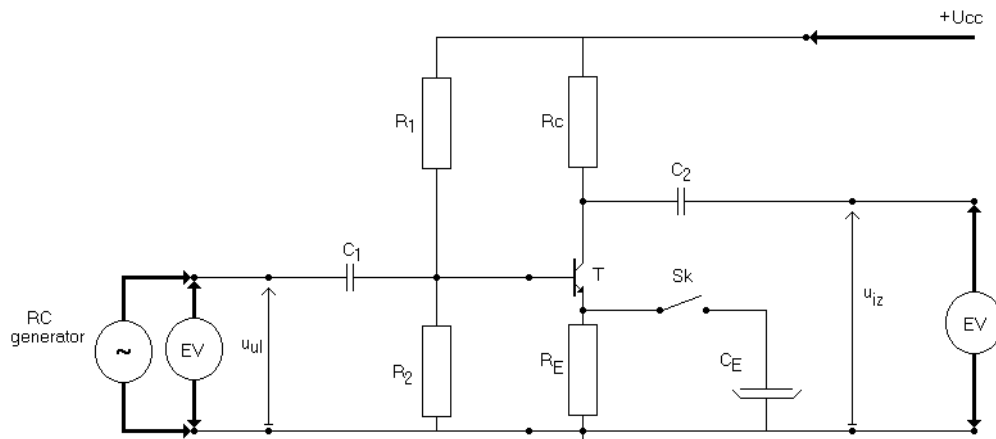 +Ucc
R1
Rc
C2
C1
T
Sk
uiz
RC
generator
~
EV
uul
R2
RE
CE
EV